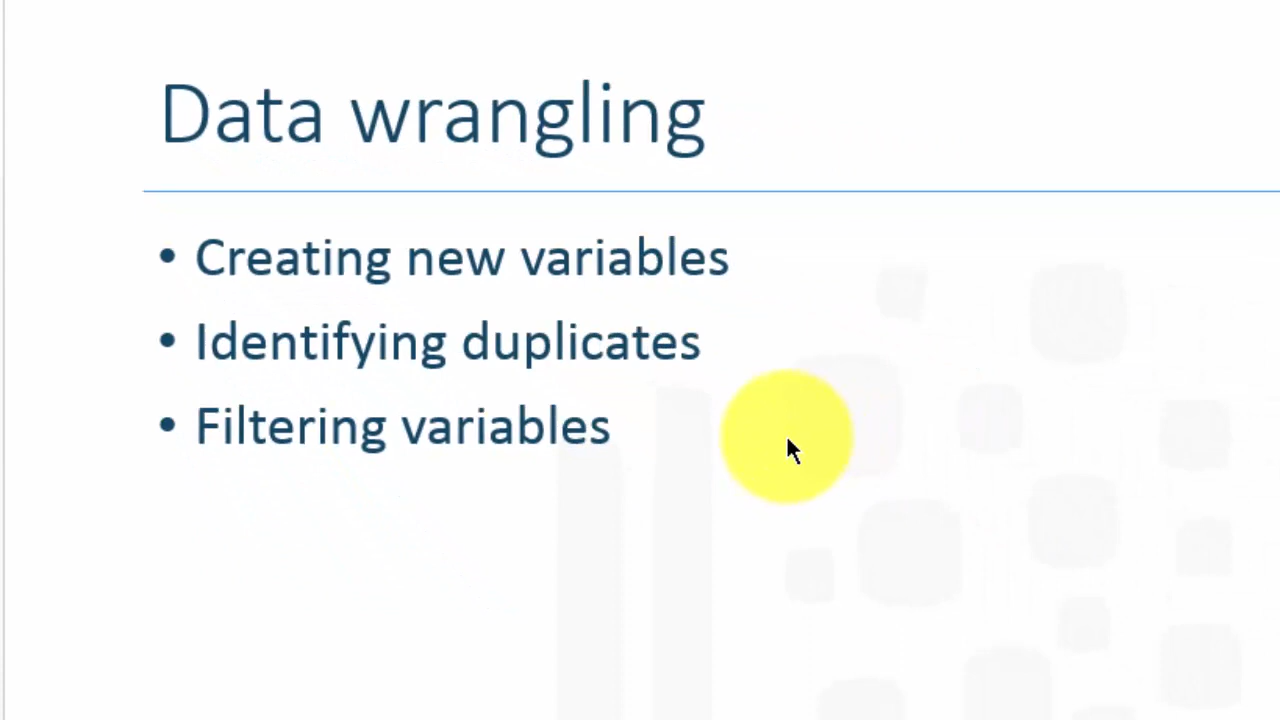 Data wrangling
• Creating new variables
• Identifying duplicates
• Filtering variables